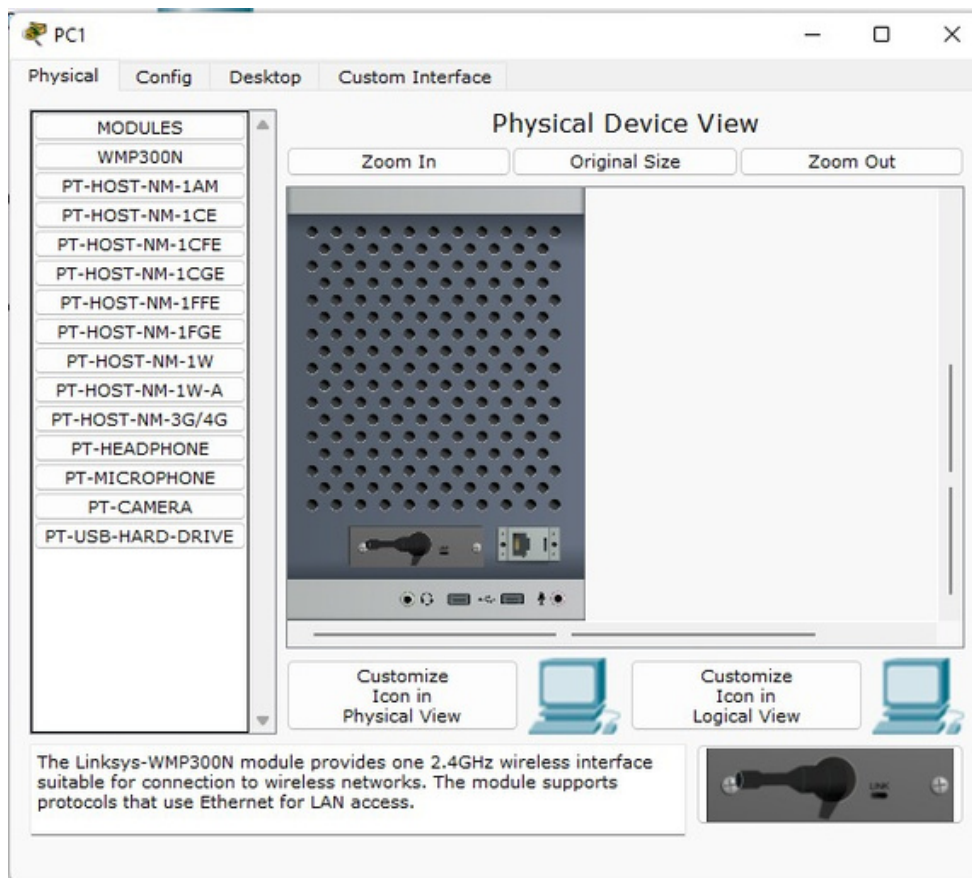 PC1
Physical Config Desktop Custom Interface
MODULES
WMP300N
PT-HOST-NM-1AM
PT-HOST-NM-1CE
PT-HOST-NM-1CFE
PT-HOST-NM-1CGE
PT-HOST-NM-1FFE
PT-HOST-NM-1FGE
PT-HOST-NM-1W
PT-HOST-NM-1W-A
PT-HOST-NM-3G/4G
PT-HEADPHONE
PT-MICROPHONE
PT-CAMERA
PT-USB-HARD-DRIVE
Physical Device View
Zoom In Original Size Zoom Out
Customize
Icon in
Physical View
Customize
Icon in
Logical View
The Linksys-WMP300N module provides one 2.4GHz wireless interface
suitable for connection to wireless networks. The module supports
protocols that use Ethernet for LAN access.
LINK